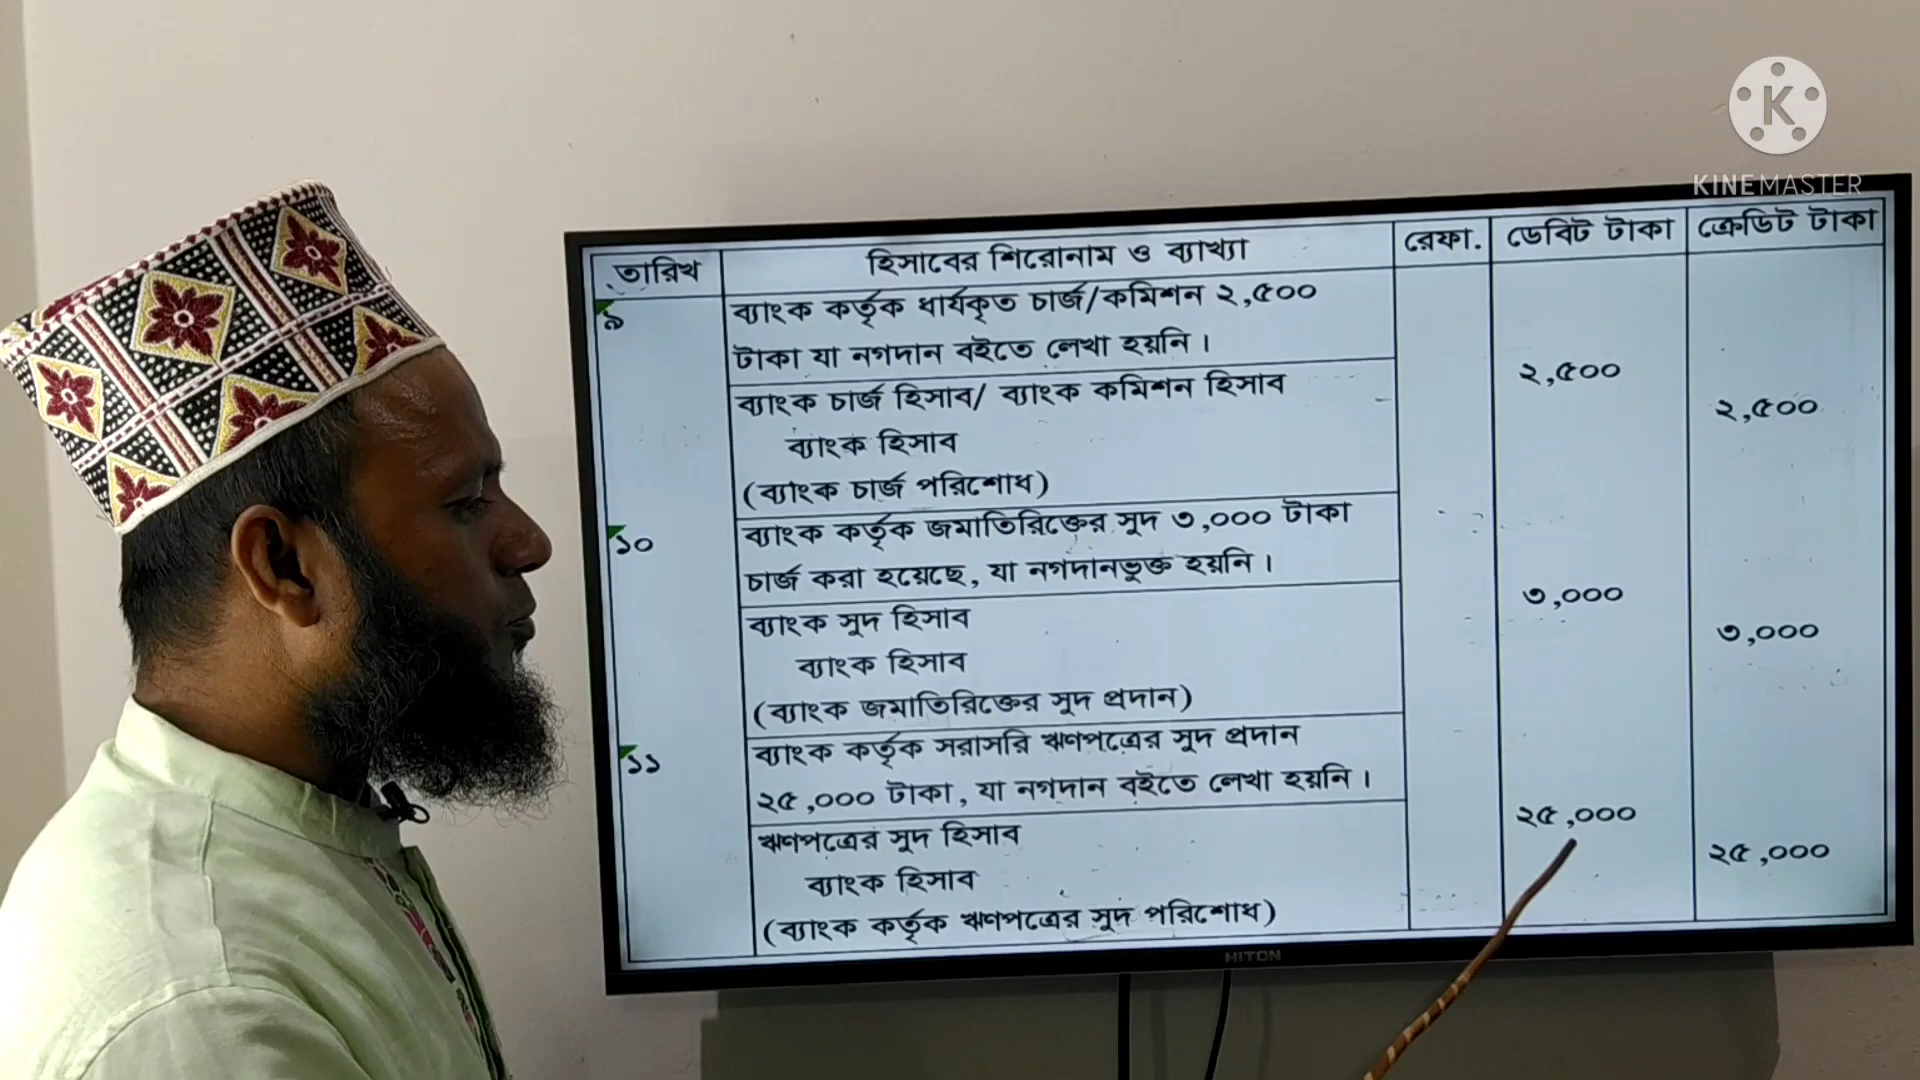 KINEMASTER
তারিখ হিসাবের শিরোনাম ও ব্যাখ্যা রেফা. ডেবিট টাকা ক্রেডিট টাকা
৯ ব্যাংক কর্তৃক ধার্যকৃত চার্জ/কমিশন ২,৫০০
টাকা যা নগদান বইতে লেখা হয়নি।
ব্যাংক চার্জ হিসাব/ ব্যাংক কমিশন হিসাব ২,৫০০
ব্যাংক হিসাব ২,৫০০
(ব্যাংক চার্জ পরিশোধ)
১০ ব্যাংক কর্তৃক জমাতিরিক্তের সুদ ৩,০০০ টাকা
চার্জ করা হয়েছে, যা নগদানভুক্ত হয়নি।
ব্যাংক সুদ হিসাব ৩,০০০
ব্যাংক হিসাব ৩,০০০
(ব্যাংক জমাতিরিক্তের সুদ প্রদান)
১১ ব্যাংক কর্তৃক সরাসরি ঋণপত্রের সুদ প্রদান
২৫,০০০ টাকা, যা নগদান বইতে লেখা হয়নি।
ঋণপত্রের সুদ হিসাব ২৫,০০০
ব্যাংক হিসাব ২৫,০০০
(ব্যাংক কর্তৃক ঋণপত্রের সুদ পরিশোধ)
HITON